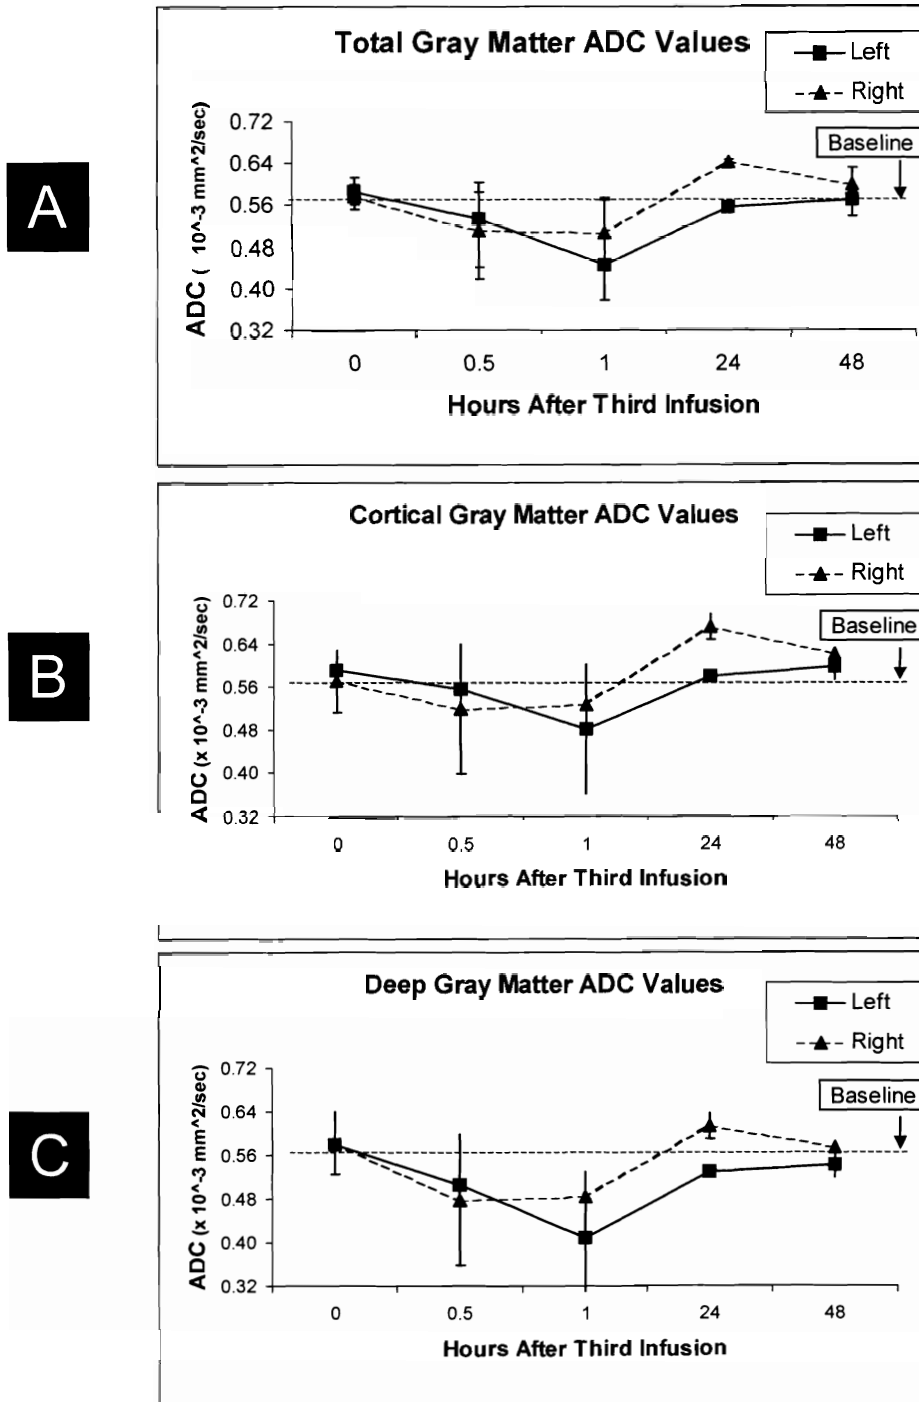 A
Total Gray Matter ADC Values
Left
Right
Baseline
ADC ( 10^-3 mm^2/sec)
0.72
0.64
0.56
0.48
0.40
0.32
0 0.5 1 24 48
Hours After Third Infusion
B
Cortical Gray Matter ADC Values
Left
Right
Baseline
ADC (x 10^-3 mm^2/sec)
0.72
0.64
0.56
0.48
0.40
0.32
0 0.5 1 24 48
Hours After Third Infusion
C
Deep Gray Matter ADC Values
Left
Right
Baseline
ADC (x 10^-3 mm^2/sec)
0.72
0.64
0.56
0.48
0.40
0.32
0 0.5 1 24 48
Hours After Third Infusion